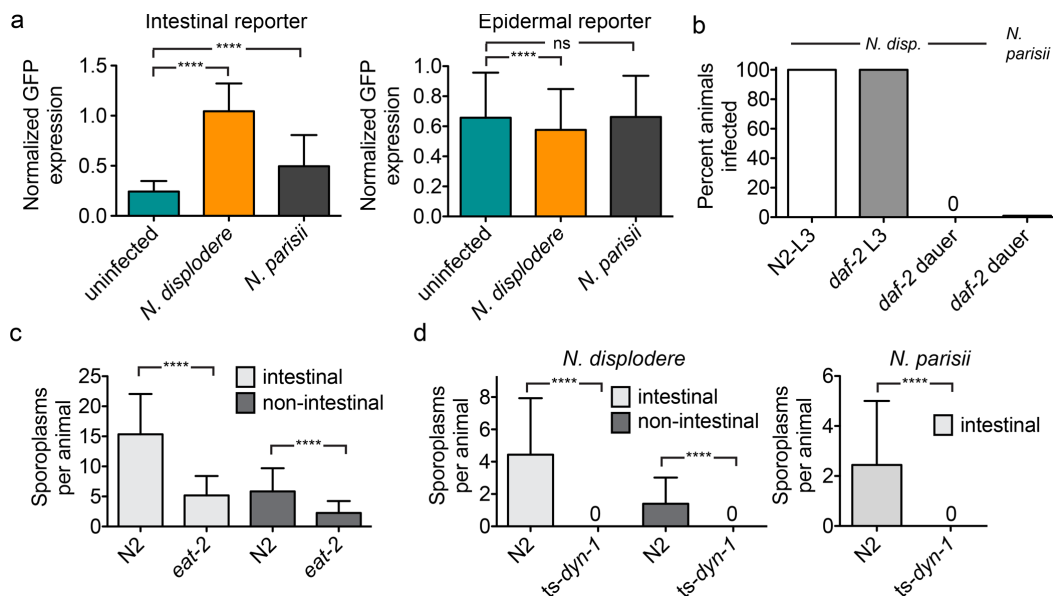 a
Intestinal reporter
****
****
Normalized GFP
expression
1.5
1.0
0.5
0.0
uninfected
N. displodere
N. parisii
Epidermal reporter
ns
****
Normalized GFP
expression
1.0
0.8
0.6
0.4
0.2
0.0
uninfected
N. displodere
N. parisii
b
N. disp.
N.
parisii
Percent animals
infected
100
80
60
40
20
0
0
N2-L3
daf-2 L3
daf-2 dauer
daf-2 dauer
c
Sporoplasms
per animal
25
20
15
10
5
0
****
****
intestinal
non-intestinal
N2
eat-2
N2
eat-2
d
N. displodere
Sporoplasms
per animal
8
6
4
2
0
****
****
intestinal
non-intestinal
0
0
N2
ts-dyn-1
N2
ts-dyn-1
N. parisii
Sporoplasms
per animal
6
4
2
0
****
intestinal
0
N2
ts-dyn-1